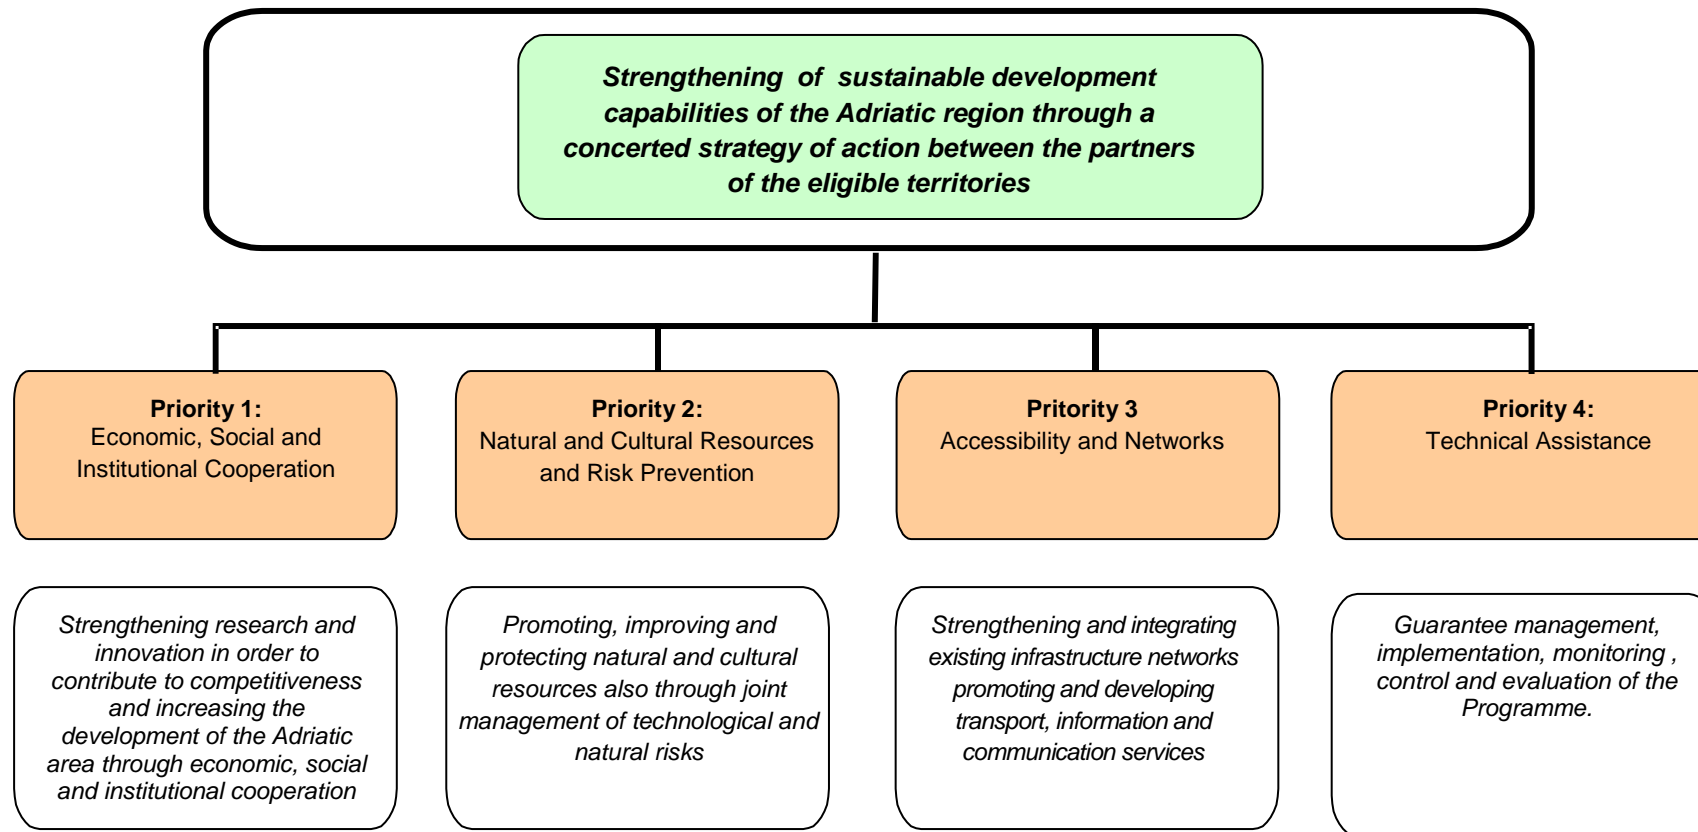 Strengthening of sustainable development
capabilities of the Adriatic region through a
concerted strategy of action between the partners
of the eligible territories
Priority 1:
Economic, Social and
Institutional Cooperation
Priority 2:
Natural and Cultural Resources
and Risk Prevention
Pritority 3
Accessibility and Networks
Priority 4:
Technical Assistance
Strengthening research and
innovation in order to
contribute to competitiveness
and increasing the
development of the Adriatic
area through economic, social
and institutional cooperation
Promoting, improving and
protecting natural and cultural
resources also through joint
management of technological and
natural risks
Strengthening and integrating
existing infrastructure networks
promoting and developing
transport, information and
communication services
Guarantee management,
implementation, monitoring ,
control and evaluation of the
Programme.